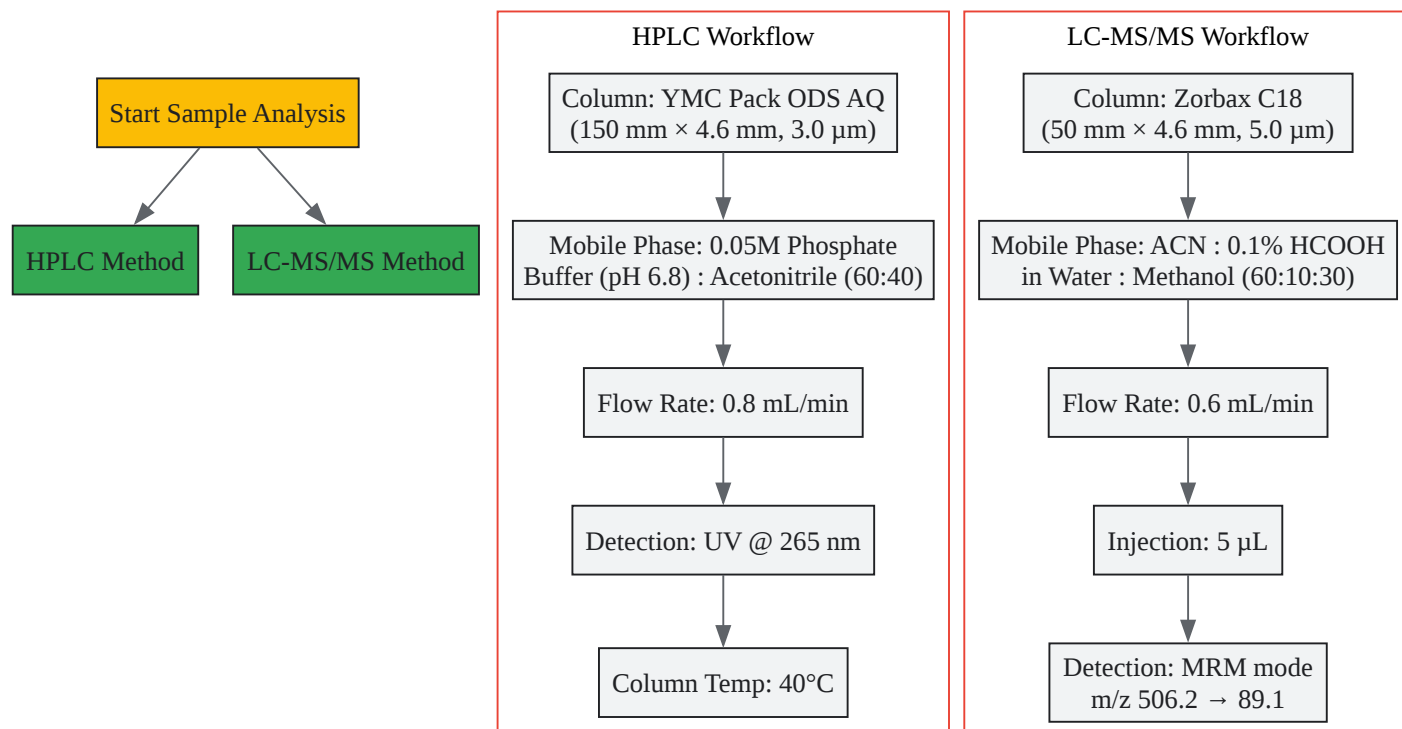 Start Sample Analysis
HPLC Method
LC-MS/MS Method
HPLC Workflow
Column: YMC Pack ODS AQ
(150 mm × 4.6 mm, 3.0 µm)
Mobile Phase: 0.05M Phosphate
Buffer (pH 6.8) : Acetonitrile (60:40)
Flow Rate: 0.8 mL/min
Detection: UV @ 265 nm
Column Temp: 40°C
LC-MS/MS Workflow
Column: Zorbax C18
(50 mm × 4.6 mm, 5.0 µm)
Mobile Phase: ACN : 0.1% HCOOH
in Water : Methanol (60:10:30)
Flow Rate: 0.6 mL/min
Injection: 5 µL
Detection: MRM mode
m/z 506.2 → 89.1